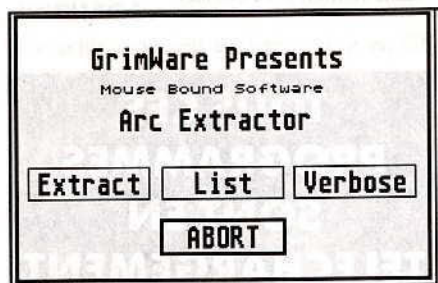 GrimWare Presents
Mouse Bound Software
Arc Extractor
Extract List Verbose
ABORT